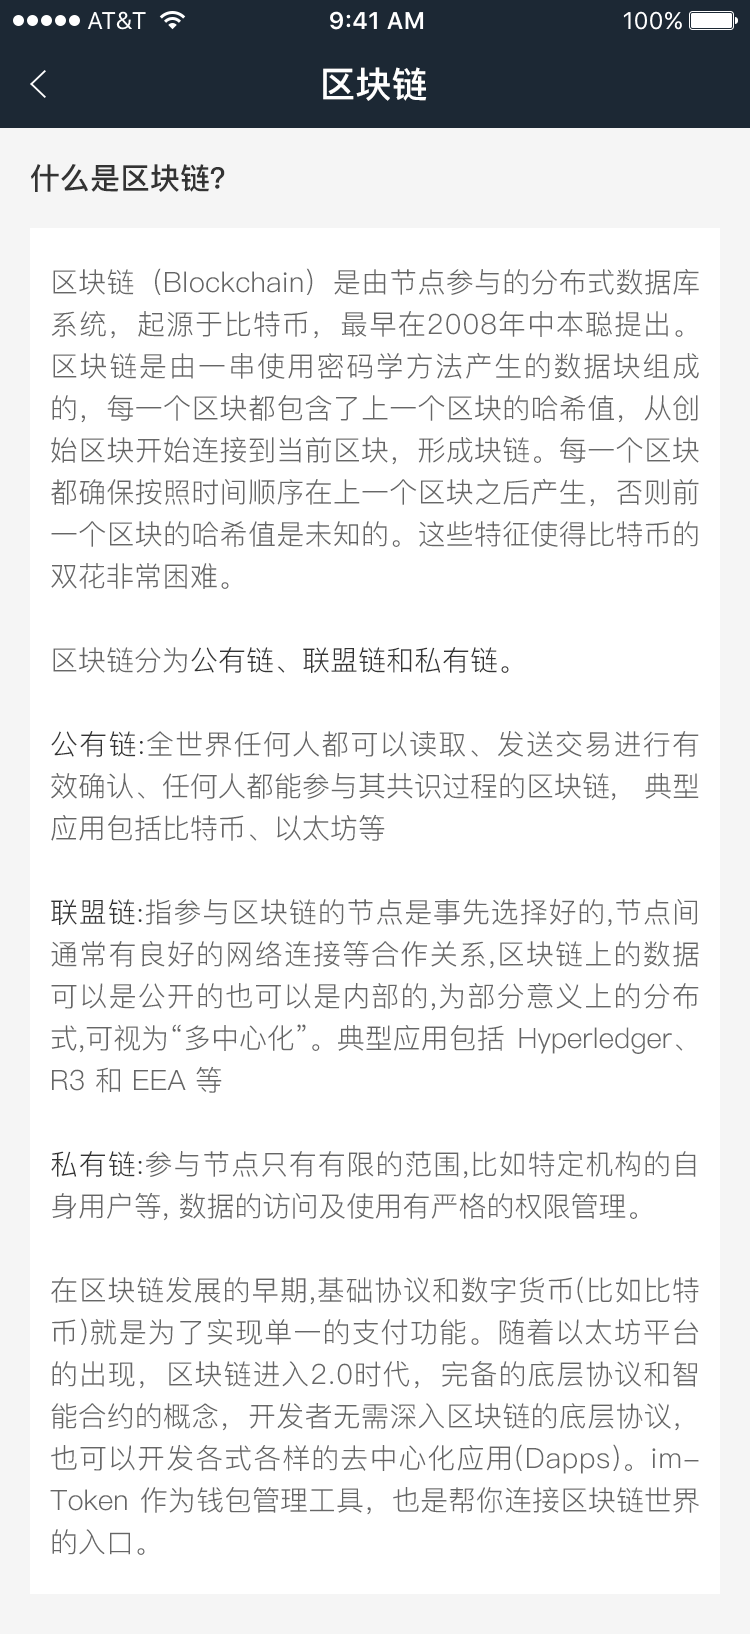 AT&T
9:41 AM
100%
区块链
什么是区块链?
区块链（Blockchain）是由节点参与的分布式数据库
系统，起源于比特币，最早在2008年中本聪提出。
区块链是由一串使用密码学方法产生的数据块组成
的，每一个区块都包含了上一个区块的哈希值，从创
始区块开始连接到当前区块，形成块链。每一个区块
都确保按照时间顺序在上一个区块之后产生，否则前
一个区块的哈希值是未知的。这些特征使得比特币的
双花非常困难。
区块链分为公有链、联盟链和私有链。
公有链:全世界任何人都可以读取、发送交易进行有
效确认、任何人都能参与其共识过程的区块链， 典型
应用包括比特币、以太坊等
联盟链:指参与区块链的节点是事先选择好的,节点间
通常有良好的网络连接等合作关系,区块链上的数据
可以是公开的也可以是内部的,为部分意义上的分布
式,可视为“多中心化”。典型应用包括 Hyperledger、
R3 和 EEA 等
私有链:参与节点只有有限的范围,比如特定机构的自
身用户等, 数据的访问及使用有严格的权限管理。
在区块链发展的早期,基础协议和数字货币(比如比特
币)就是为了实现单一的支付功能。随着以太坊平台
的出现，区块链进入2.0时代，完备的底层协议和智
能合约的概念，开发者无需深入区块链的底层协议，
也可以开发各式各样的去中心化应用(Dapps)。im-
Token 作为钱包管理工具，也是帮你连接区块链世界
的入口。